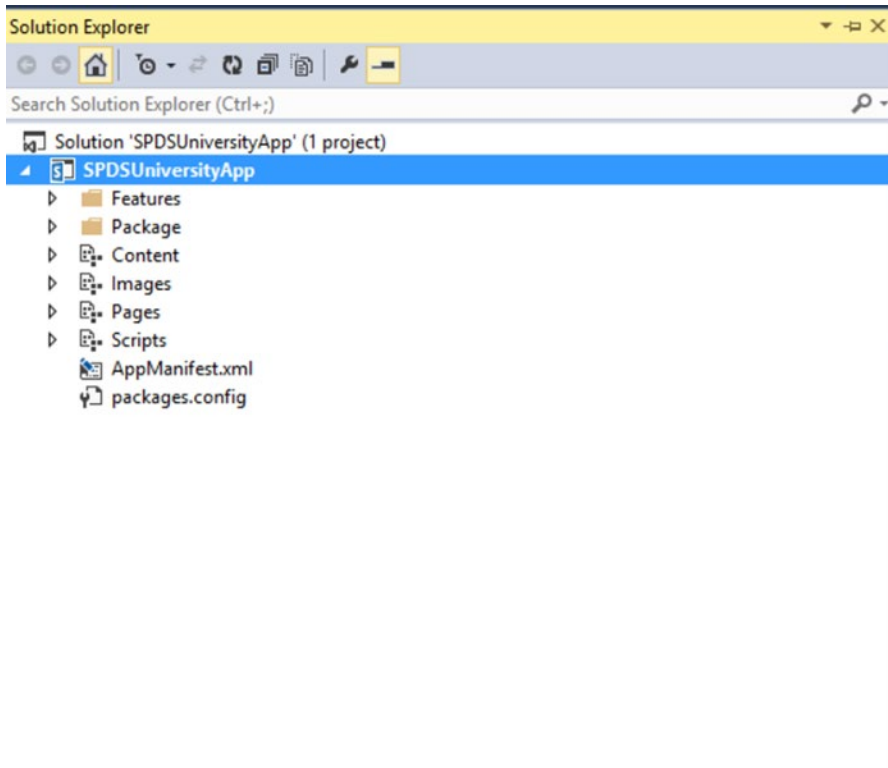 Solution Explorer
Search Solution Explorer (Ctrl+;)
Solution 'SPDSUniversityApp' (1 project)
SPDSUniversityApp
Features
Package
Content
Images
Pages
Scripts
AppManifest.xml
packages.config